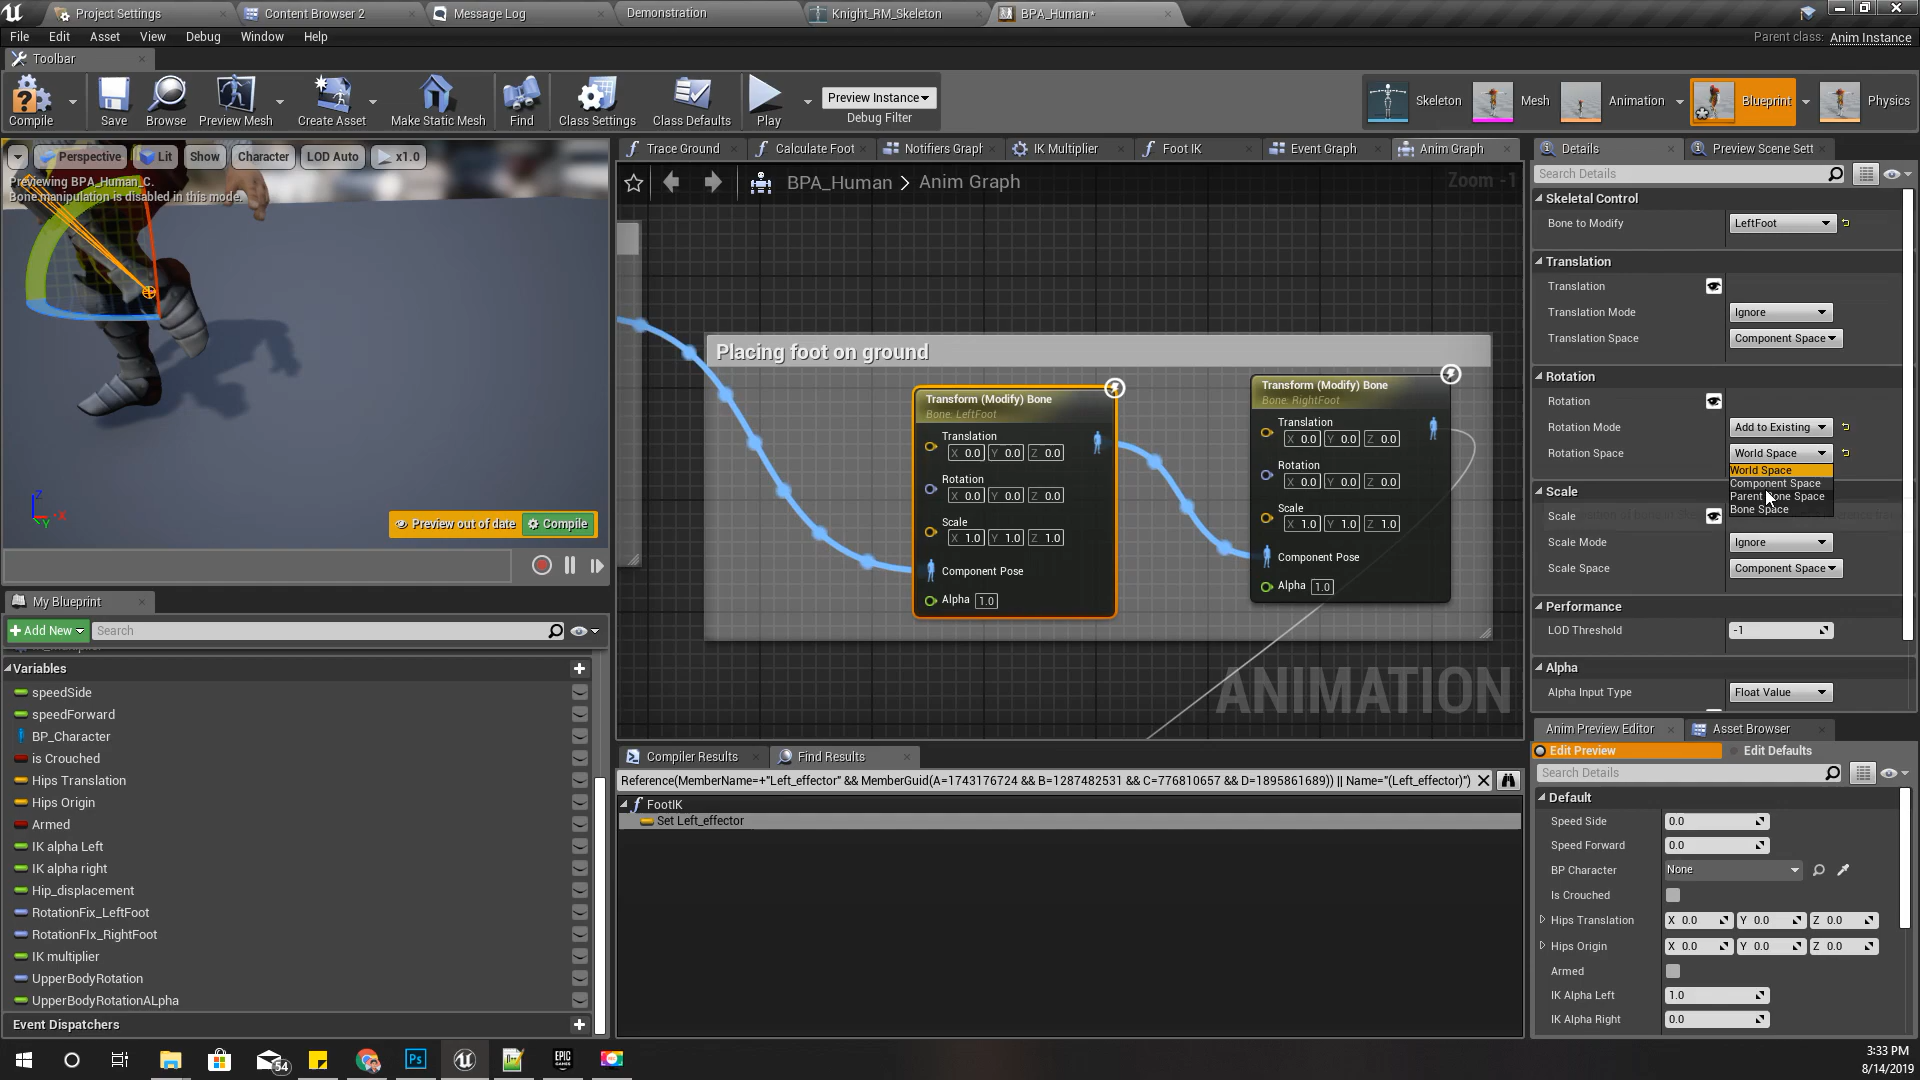 Project Settings
Content Browser 2
Message Log
Demonstration
Knight_RM_Skeleton
BPA_Human*
File Edit Asset View Debug Window Help
Parent class: Anim Instance
Toolbar
Compile
Save
Browse
Preview Mesh
Create Asset
Make Static Mesh
Find
Class Settings
Class Defaults
Play
Preview Instance
Debug Filter
Skeleton
Mesh
Animation
Blueprint
Physics
Perspective
Lit
Show
Character
LOD Auto
x1.0
Previewing BPA_Human_C.
Bone manipulation is disabled in this mode.
Z
X
Y
Preview out of date
Compile
Trace Ground
Calculate Foot
Notifiers Graph
IK Multiplier
Foot IK
Event Graph
Anim Graph
BPA_Human > Anim Graph
Zoom -1
Placing foot on ground
Transform (Modify) Bone
Bone: LeftFoot
Translation
X 0.0 Y 0.0 Z 0.0
Rotation
X 0.0 Y 0.0 Z 0.0
Scale
X 1.0 Y 1.0 Z 1.0
Component Pose
Alpha 1.0
Transform (Modify) Bone
Bone: RightFoot
Translation
X 0.0 Y 0.0 Z 0.0
Rotation
X 0.0 Y 0.0 Z 0.0
Scale
X 1.0 Y 1.0 Z 1.0
Component Pose
Alpha 1.0
ANIMATION
Details
Preview Scene Sett
Search Details
Skeletal Control
Bone to Modify LeftFoot
Translation
Translation
Translation Mode Ignore
Translation Space Component Space
Rotation
Rotation
Rotation Mode Add to Existing
Rotation Space World Space
World Space
Component Space
Parent Bone Space
Bone Space
Scale
Scale
Scale Mode Ignore
Scale Space Component Space
Performance
LOD Threshold -1
Alpha
Alpha Input Type Float Value
My Blueprint
Add New
Search
Variables
speedSide
speedForward
BP_Character
is Crouched
Hips Translation
Hips Origin
Armed
IK alpha Left
IK alpha right
Hip_displacement
RotationFix_LeftFoot
RotationFIx_RightFoot
IK multiplier
UpperBodyRotation
UpperBodyRotationALpha
Event Dispatchers
Compiler Results
Find Results
Reference(MemberName=+"Left_effector" && MemberGuid(A=1743176724 && B=1287482531 && C=776810657 && D=1895861689)) || Name="(Left_effector)")
FootIK
Set Left_effector
Anim Preview Editor
Asset Browser
Edit Preview
Edit Defaults
Search Details
Default
Speed Side 0.0
Speed Forward 0.0
BP Character None
Is Crouched
Hips Translation X 0.0 Y 0.0 Z 0.0
Hips Origin X 0.0 Y 0.0 Z 0.0
Armed
IK Alpha Left 1.0
IK Alpha Right 0.0
54
Ps
EPIC GAMES
3:33 PM
8/14/2019